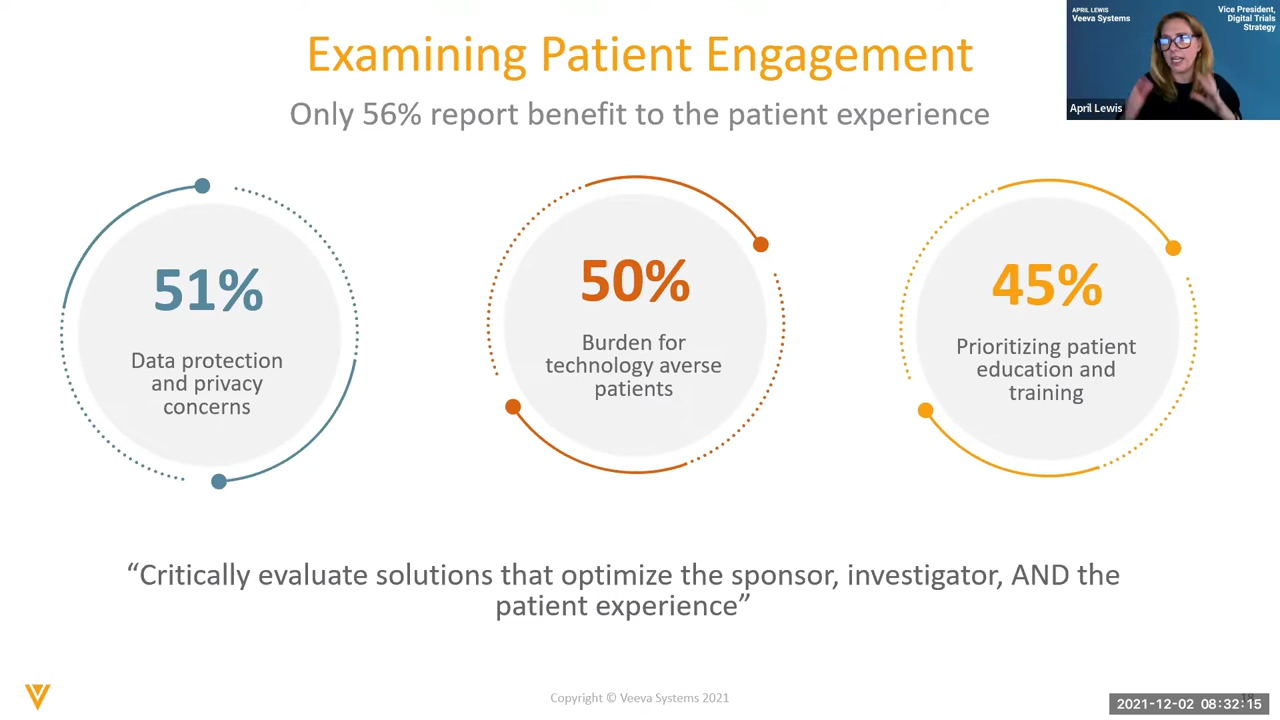 Examining Patient Engagement
Only 56% report benefit to the patient experience
APRIL LEWIS
Veeva Systems
Vice President,
Digital Trials
Strategy
April Lewis
51%
Data protection
and privacy
concerns
50%
Burden for
technology averse
patients
45%
Prioritizing patient
education and
training
“Critically evaluate solutions that optimize the sponsor, investigator, AND the
patient experience”
Copyright © Veeva Systems 2021
2021-12-02 08:32:15